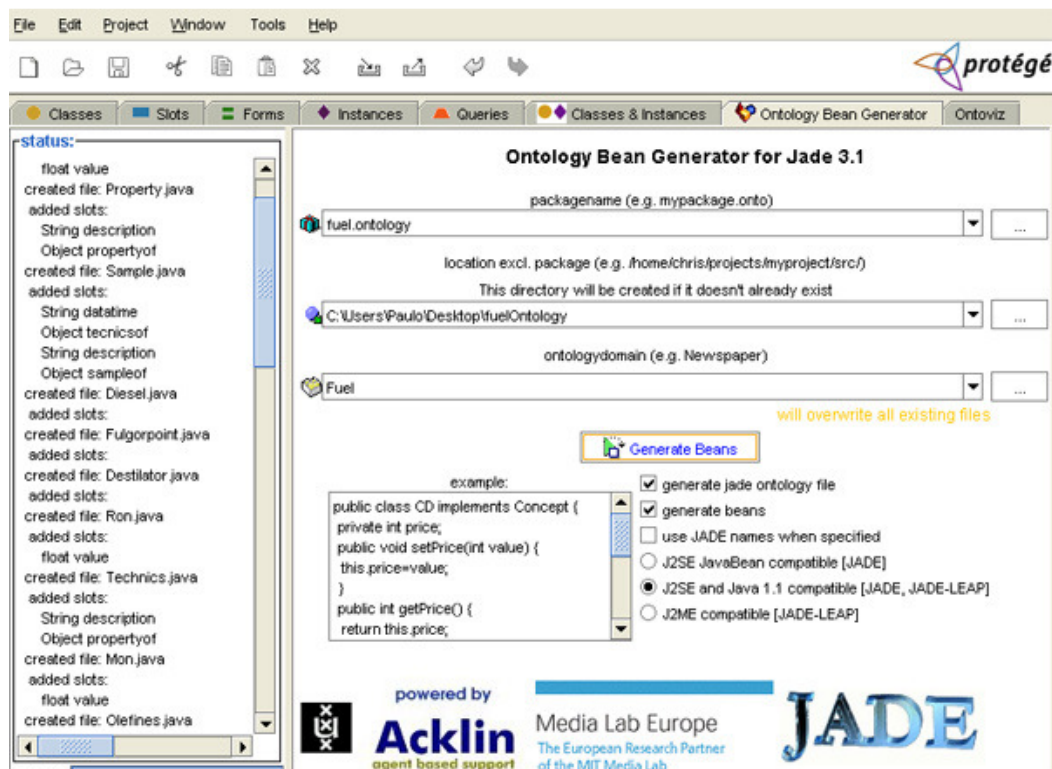 File Edit Project Window Tools Help
protégé
Classes Slots Forms Instances Queries Classes & Instances Ontology Bean Generator Ontoviz
status:
float value
created file: Property.java
added slots:
String description
Object propertyof
created file: Sample.java
added slots:
String datatime
Object tecnicsof
String description
Object sampleof
created file: Diesel.java
added slots:
created file: Fulgorpoint.java
added slots:
created file: Destilator.java
added slots:
created file: Ron.java
added slots:
float value
created file: Technics.java
added slots:
String description
Object propertyof
created file: Mon.java
added slots:
float value
created file: Olefines.java
Ontology Bean Generator for Jade 3.1
packagename (e.g. mypackage.onto)
fuel.ontology
...
location excl. package (e.g. /home/chris/projects/myproject/src/)
This directory will be created if it doesn't already exist
C:\Users\Paulo\Desktop\fuelOntology
...
ontologydomain (e.g. Newspaper)
Fuel
...
will overwrite all existing files
Generate Beans
example:
public class CD implements Concept {
private int price;
public void setPrice(int value) {
this.price=value;
}
public int getPrice() {
return this.price;
generate jade ontology file
generate beans
use JADE names when specified
J2SE JavaBean compatible [JADE]
J2SE and Java 1.1 compatible [JADE, JADE-LEAP]
J2ME compatible [JADE-LEAP]
powered by
Acklin
agent based support
Media Lab Europe
The European Research Partner
of the MIT Media Lab
JADE